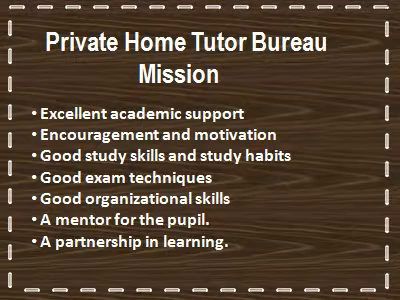 Private Home Tutor Bureau
Mission
• Excellent academic support
• Encouragement and motivation
• Good study skills and study habits
• Good exam techniques
• Good organizational skills
• A mentor for the pupil.
• A partnership in learning.